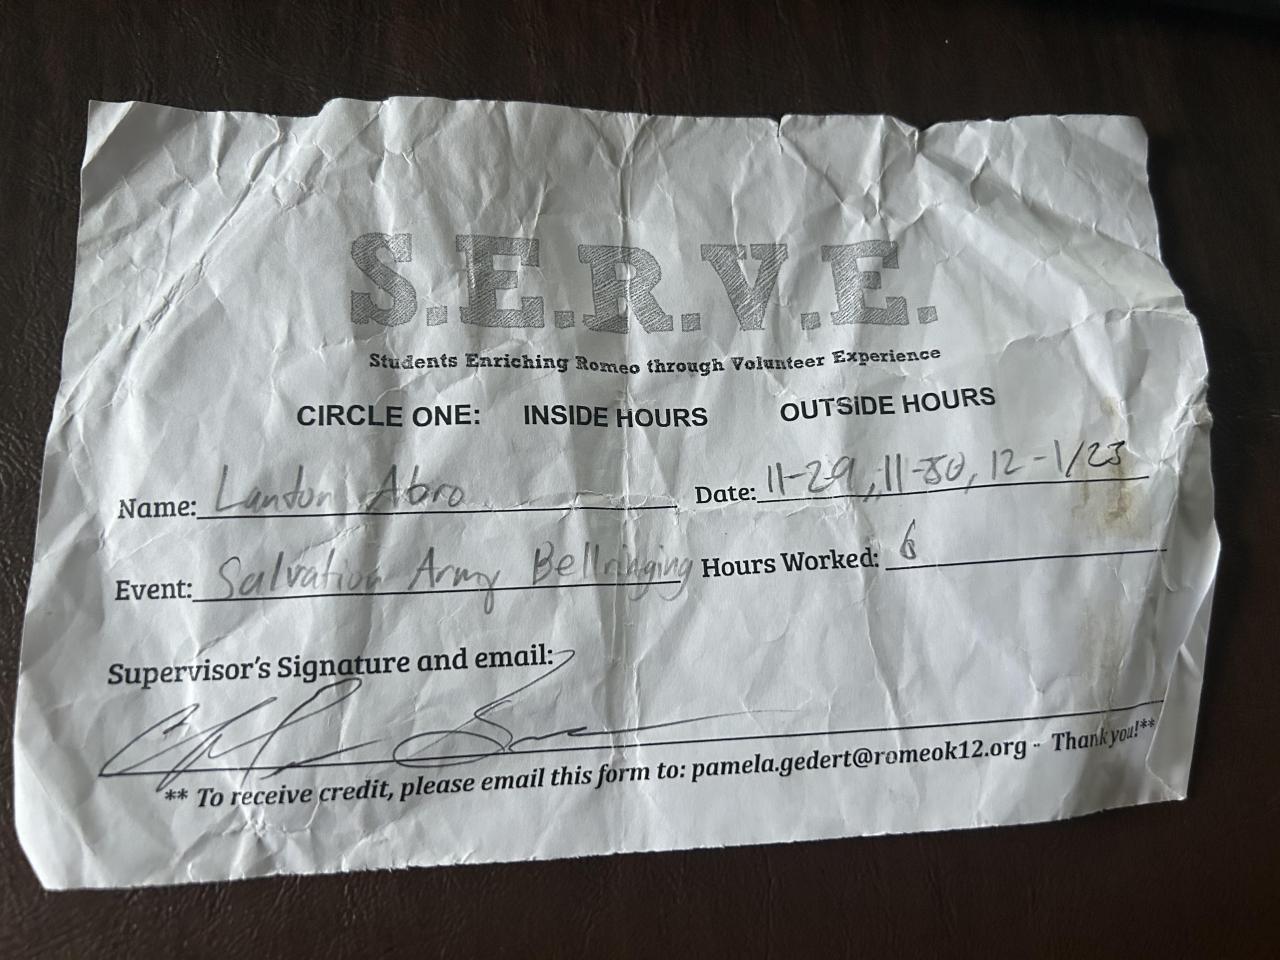 S.E.R.V.E.
Students Enriching Romeo through Volunteer Experience
CIRCLE ONE: INSIDE HOURS OUTSIDE HOURS
Name: Landon Abro Date: 11-29, 11-30, 12-1/23
Event: Salvation Army Bellringing Hours Worked: 6
Supervisor's Signature and email:
** To receive credit, please email this form to: pamela.gedert@romeok12.org - Thank you!**